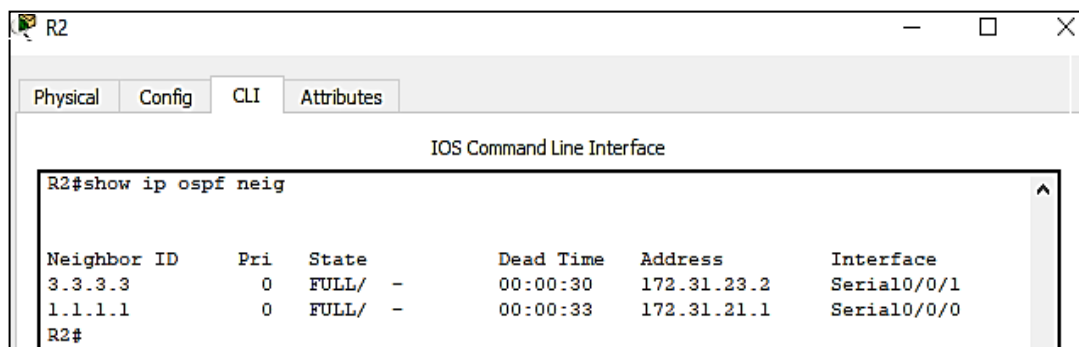 R2
Physical Config CLI Attributes
IOS Command Line Interface
R2#show ip ospf neig
Neighbor ID Pri State Dead Time Address Interface
3.3.3.3 0 FULL/ - 00:00:30 172.31.23.2 Serial0/0/1
1.1.1.1 0 FULL/ - 00:00:33 172.31.21.1 Serial0/0/0
R2#